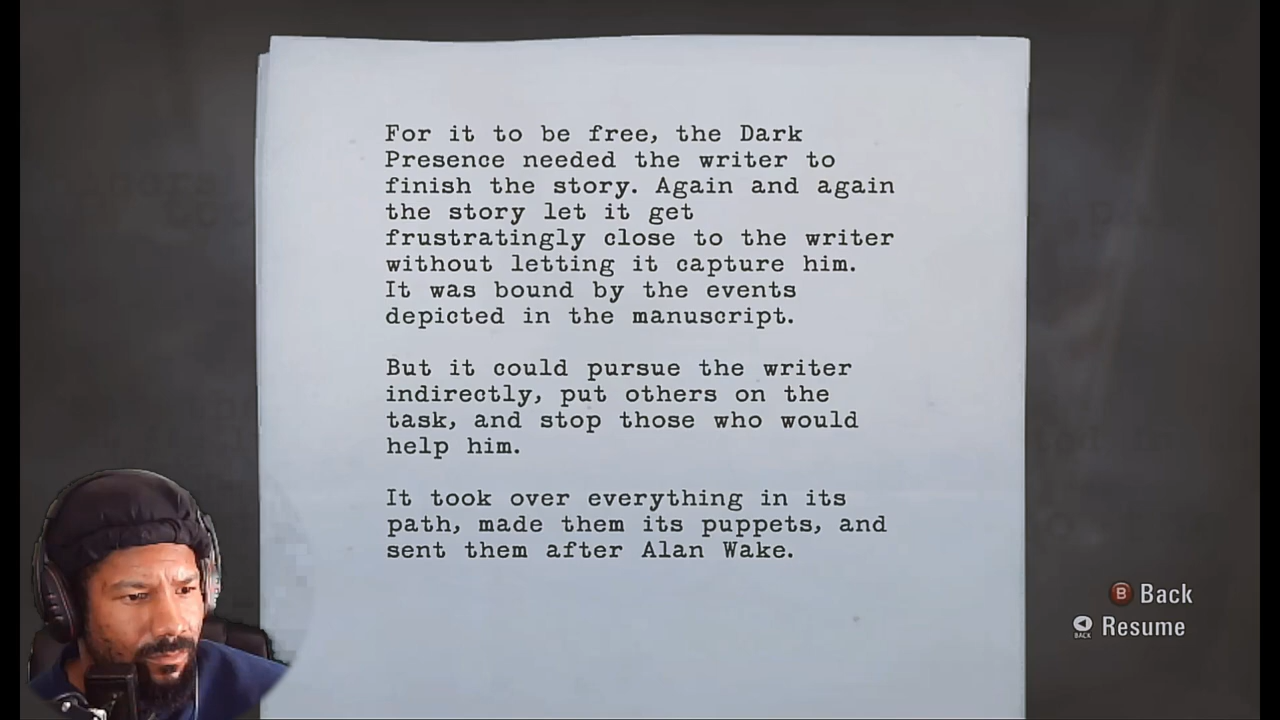 For it to be free, the Dark
Presence needed the writer to
finish the story. Again and again
the story let it get
frustratingly close to the writer
without letting it capture him.
It was bound by the events
depicted in the manuscript.
But it could pursue the writer
indirectly, put others on the
task, and stop those who would
help him.
It took over everything in its
path, made them its puppets, and
sent them after Alan Wake.
B Back
BACK Resume